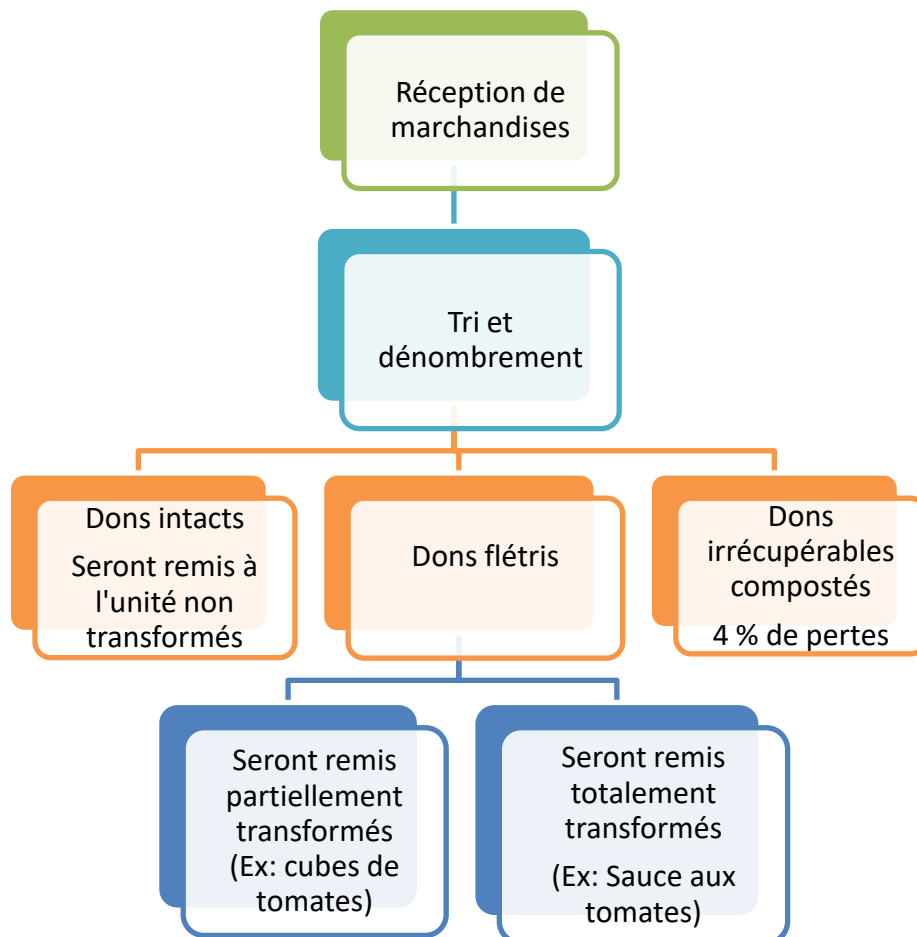 Réception de
marchandises
Tri et
dénombrement
Dons intacts
Seront remis à
l'unité non
transformés
Dons flétris
Dons
irrécupérables
compostés
4 % de pertes
Seront remis
partiellement
transformés
(Ex: cubes de
tomates)
Seront remis
totalement
transformés
(Ex: Sauce aux
tomates)